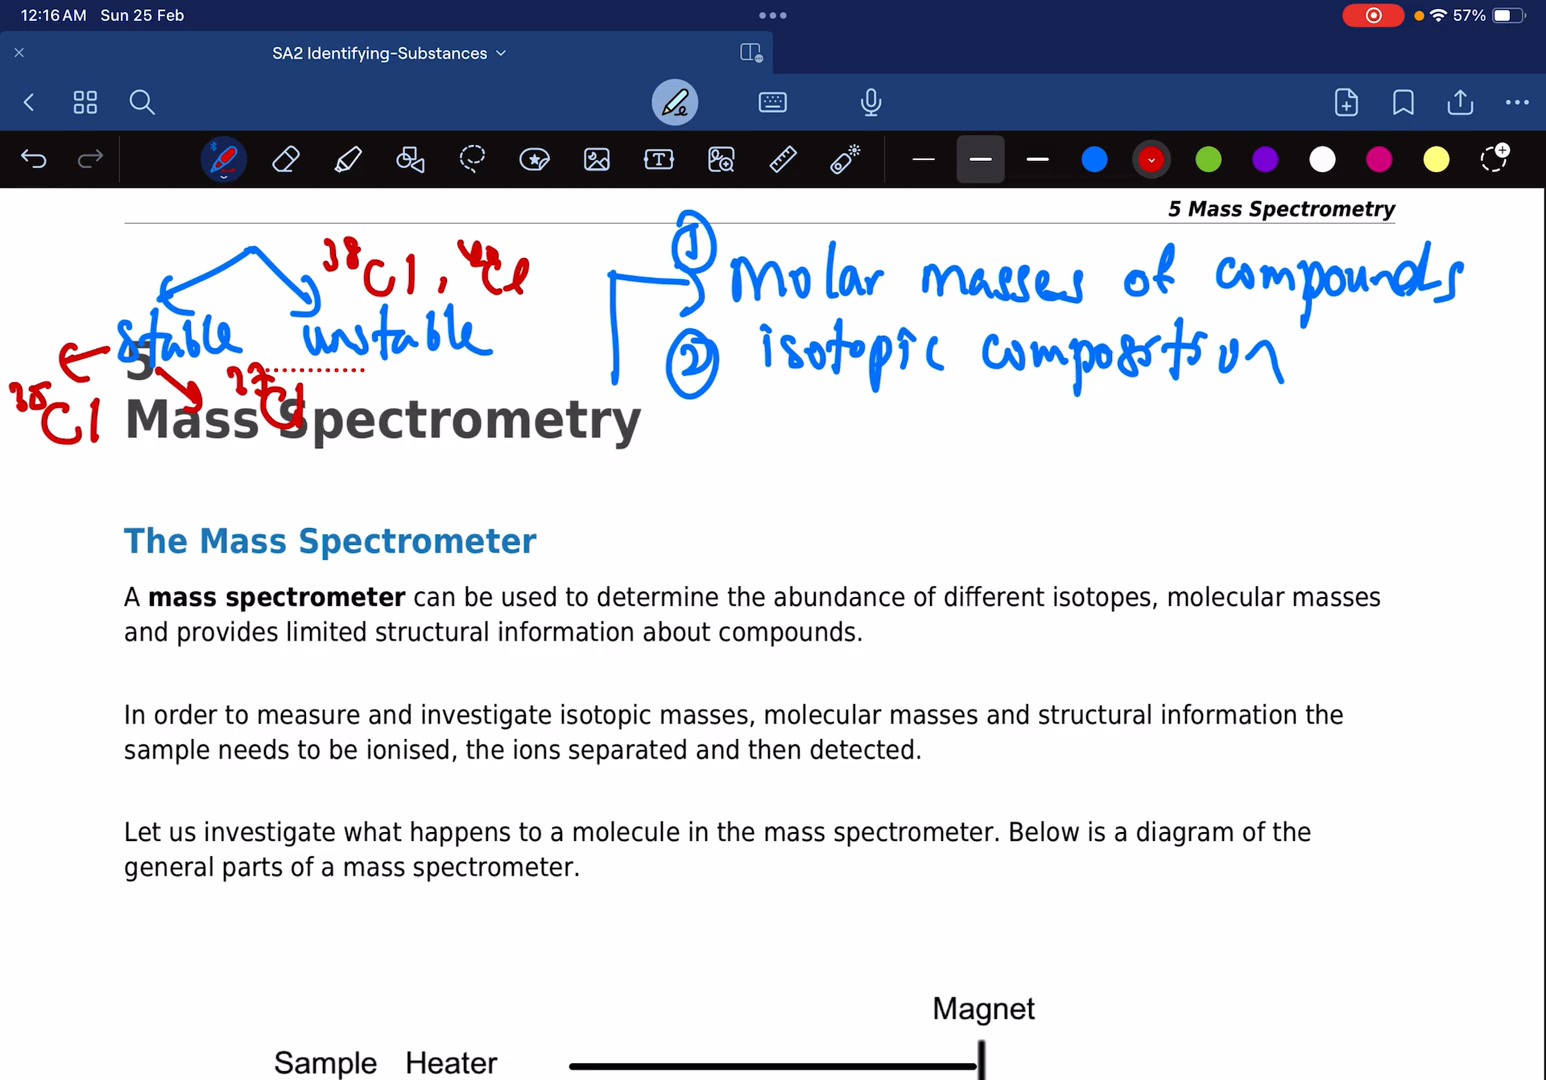 12:16 AM Sun 25 Feb
57%
SA2 Identifying-Substances
5 Mass Spectrometry
① Molar masses of compounds
② isotopic composition
38Cl,
stable unstable
35Cl 37Cl
5
Mass Spectrometry
The Mass Spectrometer
A mass spectrometer can be used to determine the abundance of different isotopes, molecular masses
and provides limited structural information about compounds.
In order to measure and investigate isotopic masses, molecular masses and structural information the
sample needs to be ionised, the ions separated and then detected.
Let us investigate what happens to a molecule in the mass spectrometer. Below is a diagram of the
general parts of a mass spectrometer.
Magnet
Sample Heater